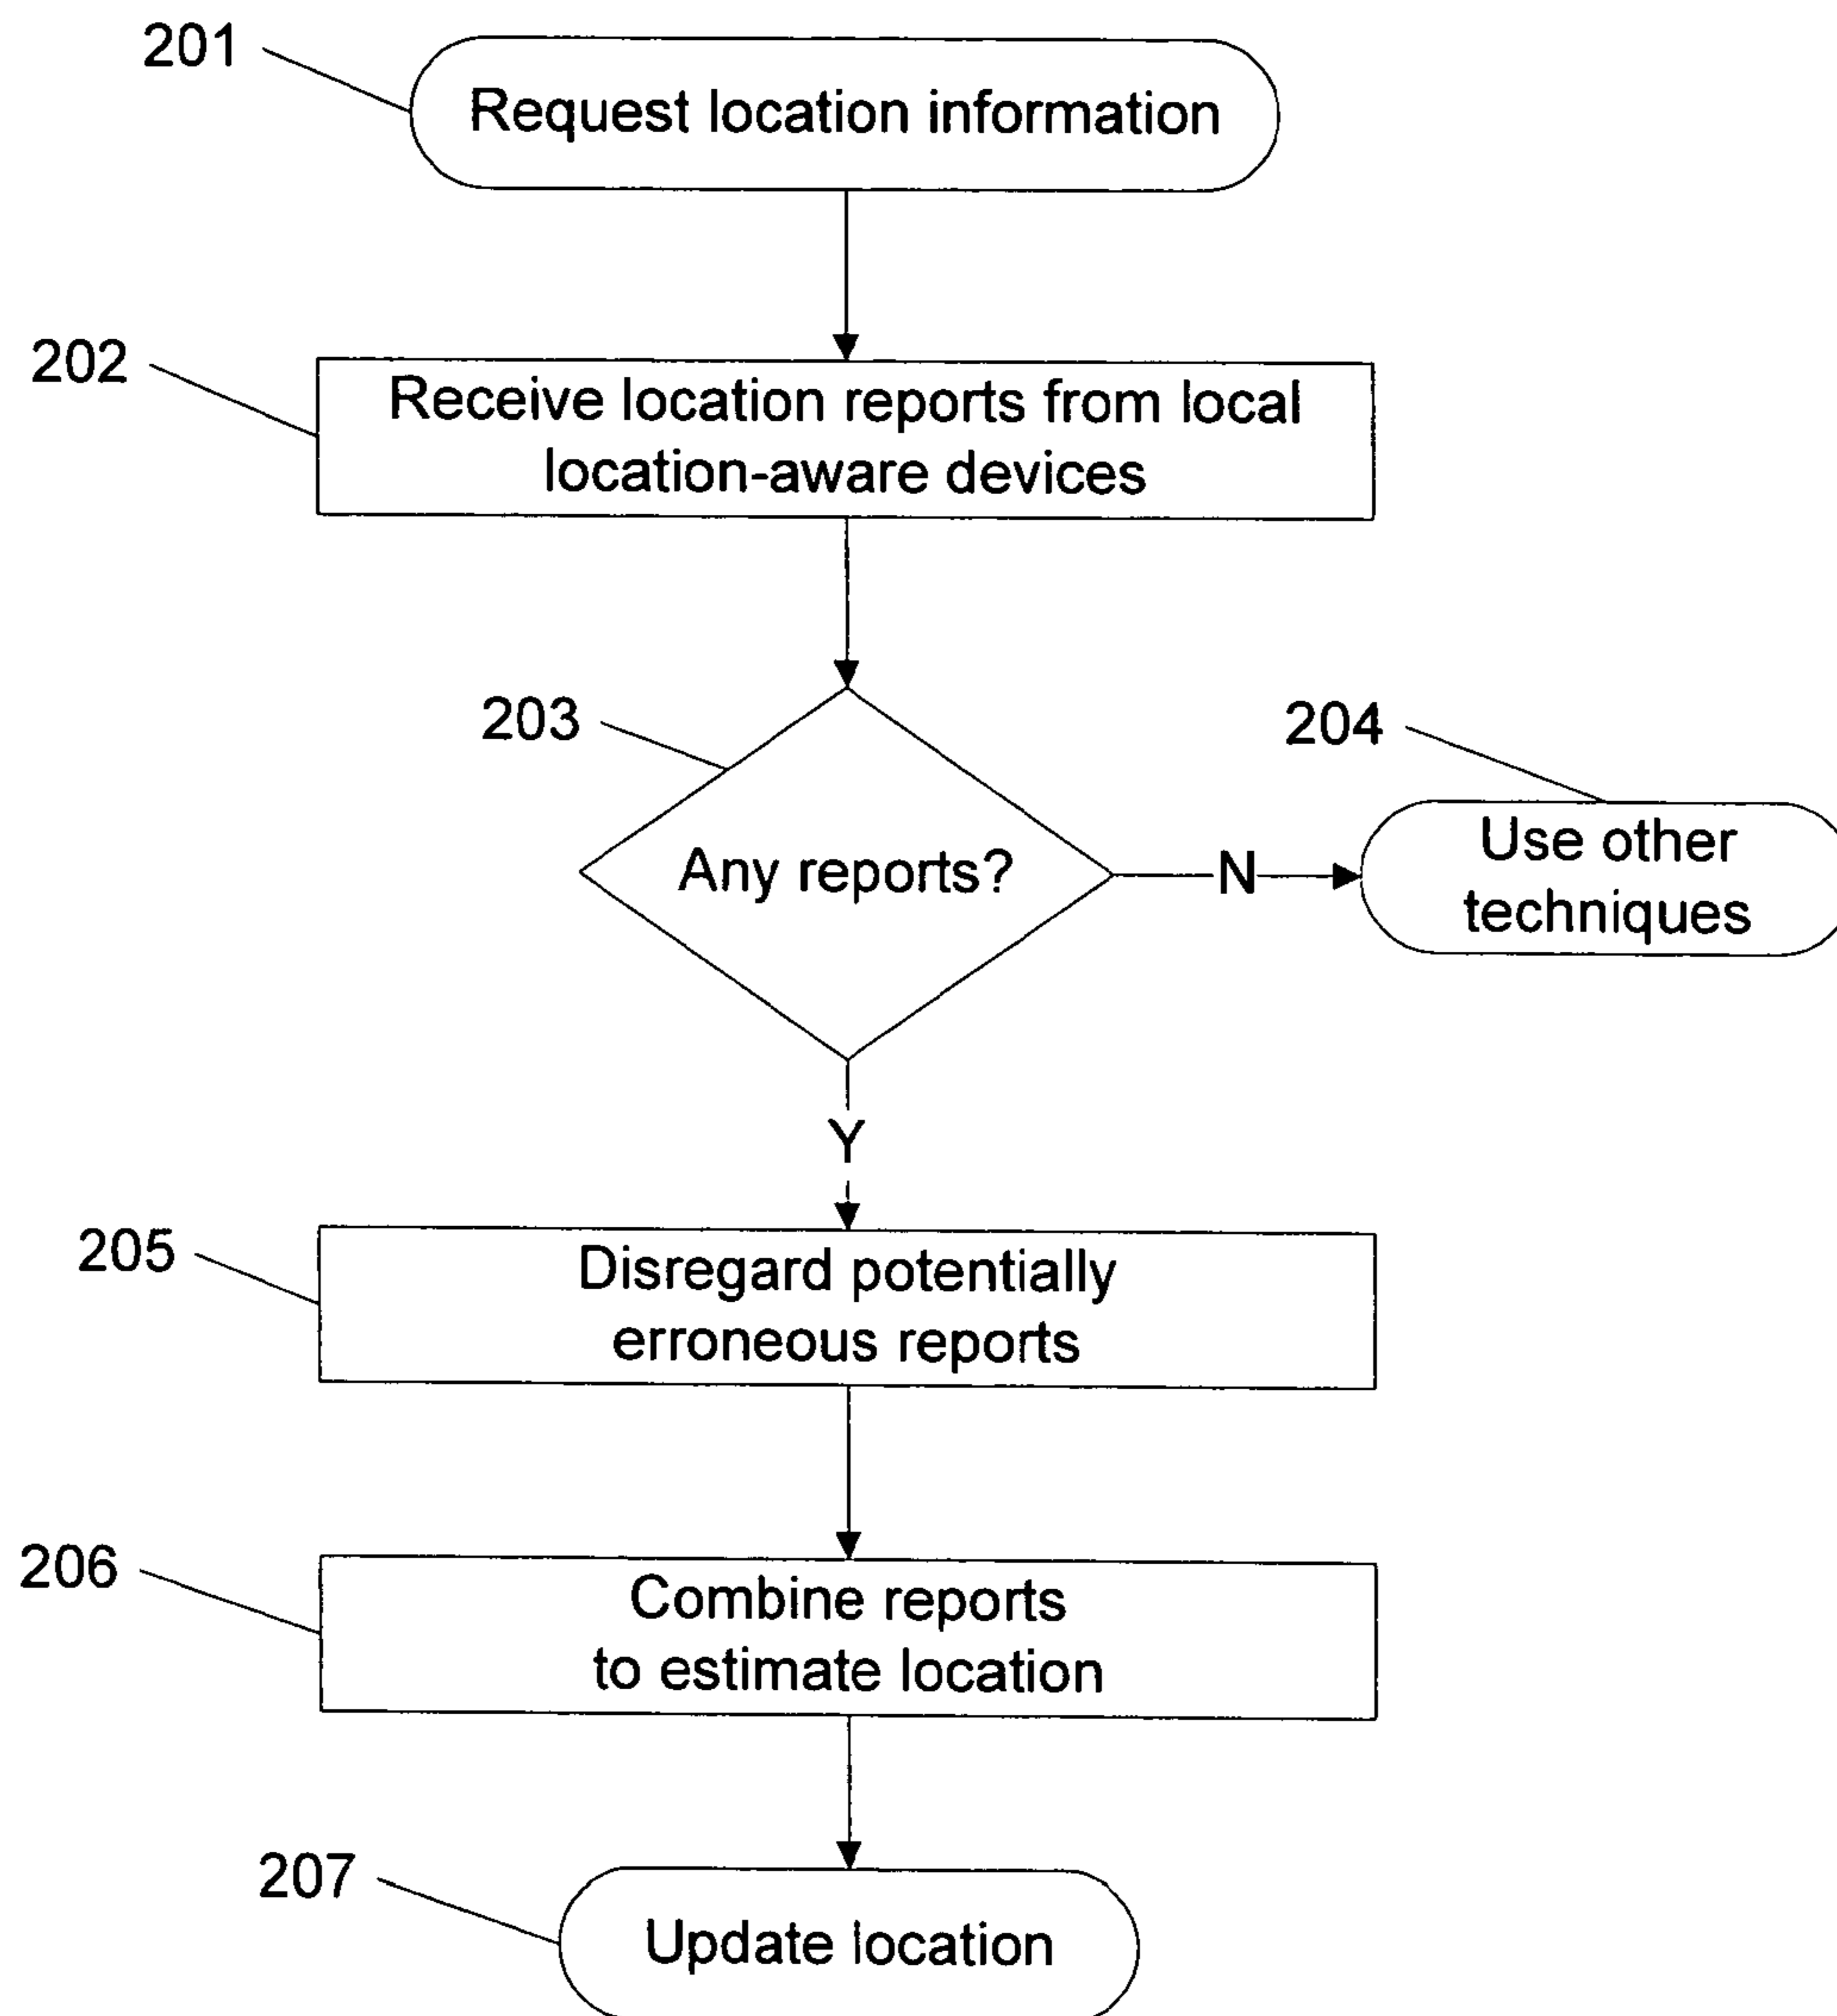 201
Request location information
202
Receive location reports from local
location-aware devices
203
Any reports?
N
204
Use other
techniques
Y
205
Disregard potentially
erroneous reports
206
Combine reports
to estimate location
207
Update location